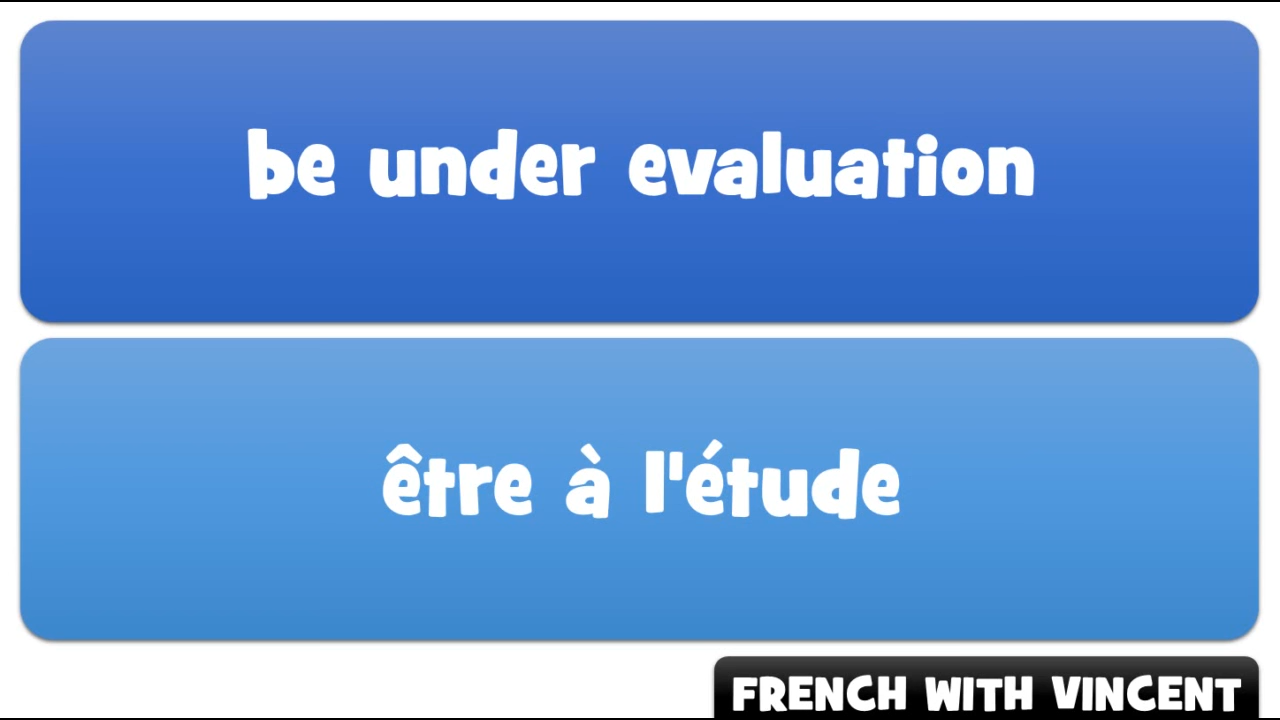 be under evaluation
être à l'étude
FRENCH WITH VINCENT